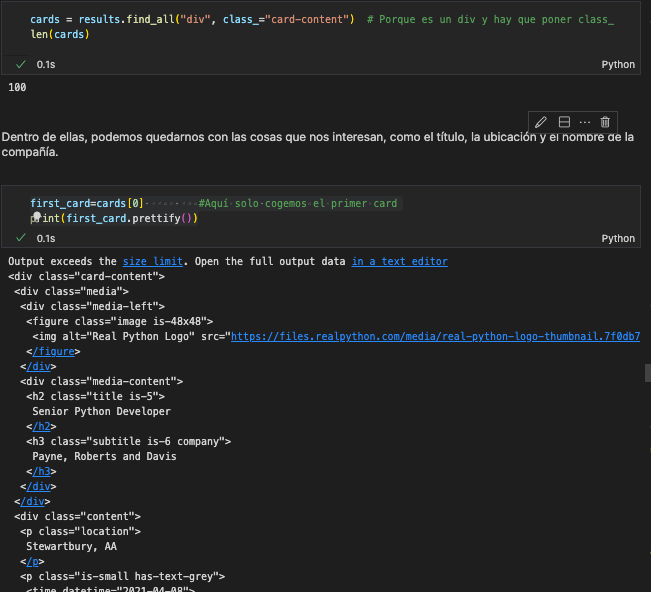 cards = results.find_all("div", class_="card-content")  # Porque es un div y hay que poner class_
len(cards)
0.1s
Python
100
Dentro de ellas, podemos quedarnos con las cosas que nos interesan, como el título, la ubicación y el nombre de la
compañía.
first_card=cards[0]         #Aquí solo cogemos el primer card
print(first_card.prettify())
0.1s
Python
Output exceeds the size limit. Open the full output data in a text editor
<div class="card-content">
 <div class="media">
  <div class="media-left">
   <figure class="image is-48x48">
    <img alt="Real Python Logo" src="https://files.realpython.com/media/real-python-logo-thumbnail.7f0db7
   </figure>
  </div>
  <div class="media-content">
   <h2 class="title is-5">
    Senior Python Developer
   </h2>
   <h3 class="subtitle is-6 company">
    Payne, Roberts and Davis
   </h3>
  </div>
 </div>
 <div class="content">
  <p class="location">
   Stewartbury, AA
  </p>
  <p class="is-small has-text-grey">
   <time datetime="2021-04-08">